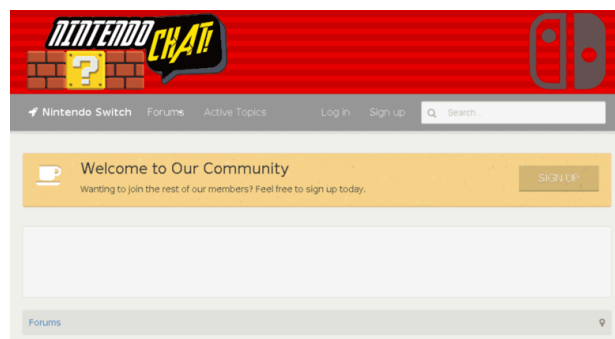 NINTENDO CHAT!
?
Nintendo Switch Forums Active Topics Log in Sign up Search...
Welcome to Our Community
Wanting to join the rest of our members? Feel free to sign up today.
SIGN UP
Forums